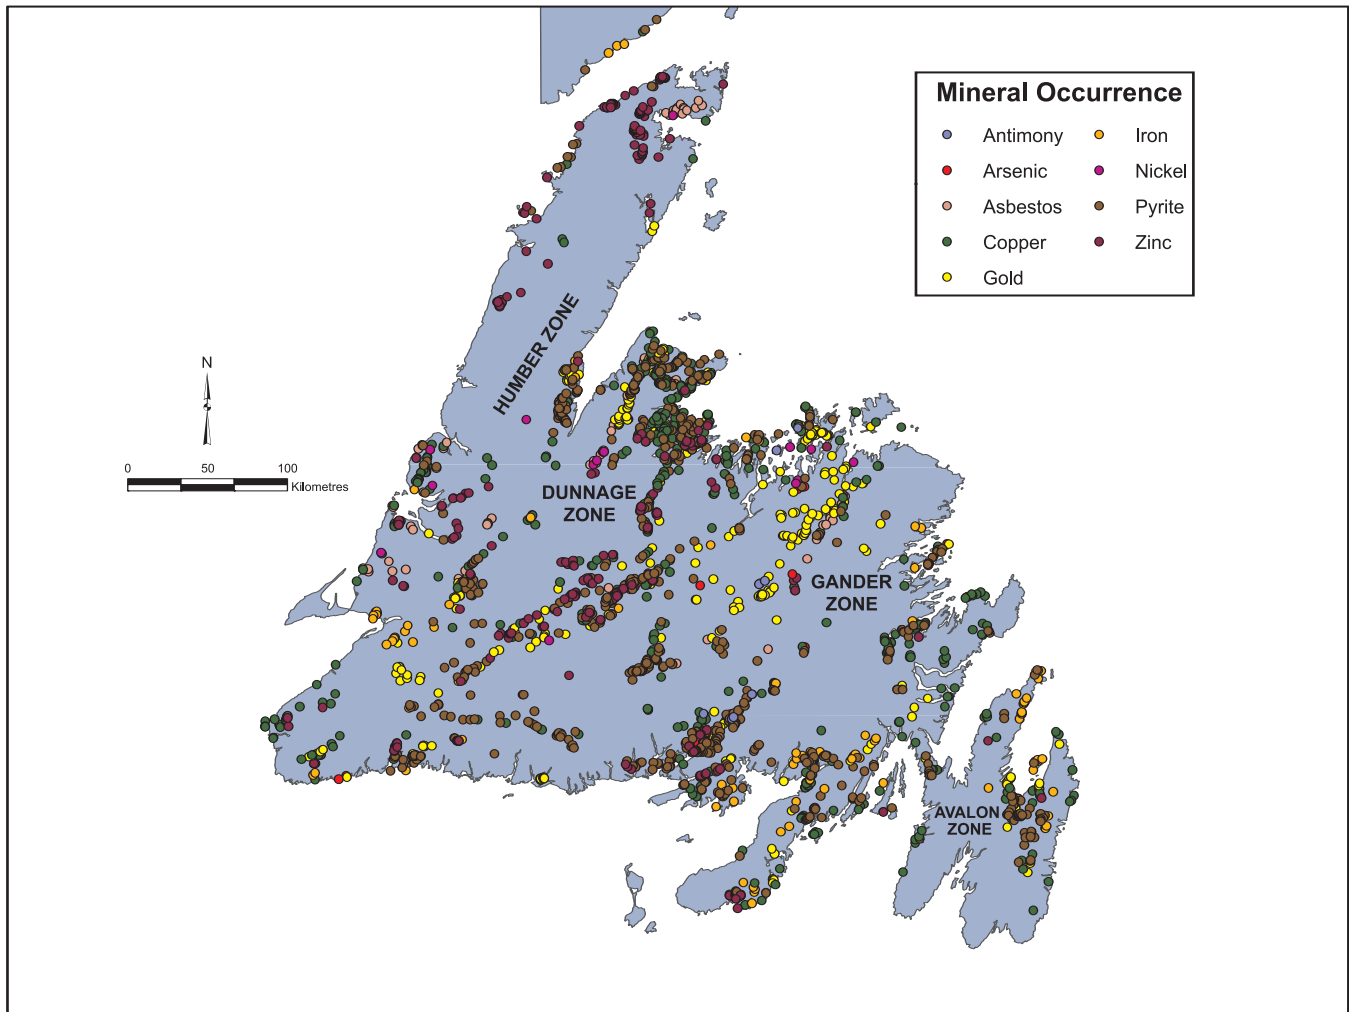 Mineral Occurrence
Antimony
Iron
Arsenic
Nickel
Asbestos
Pyrite
Copper
Zinc
Gold
HUMBER ZONE
N
0 50 100
Kilometres
DUNNAGE
ZONE
GANDER
ZONE
AVALON
ZONE